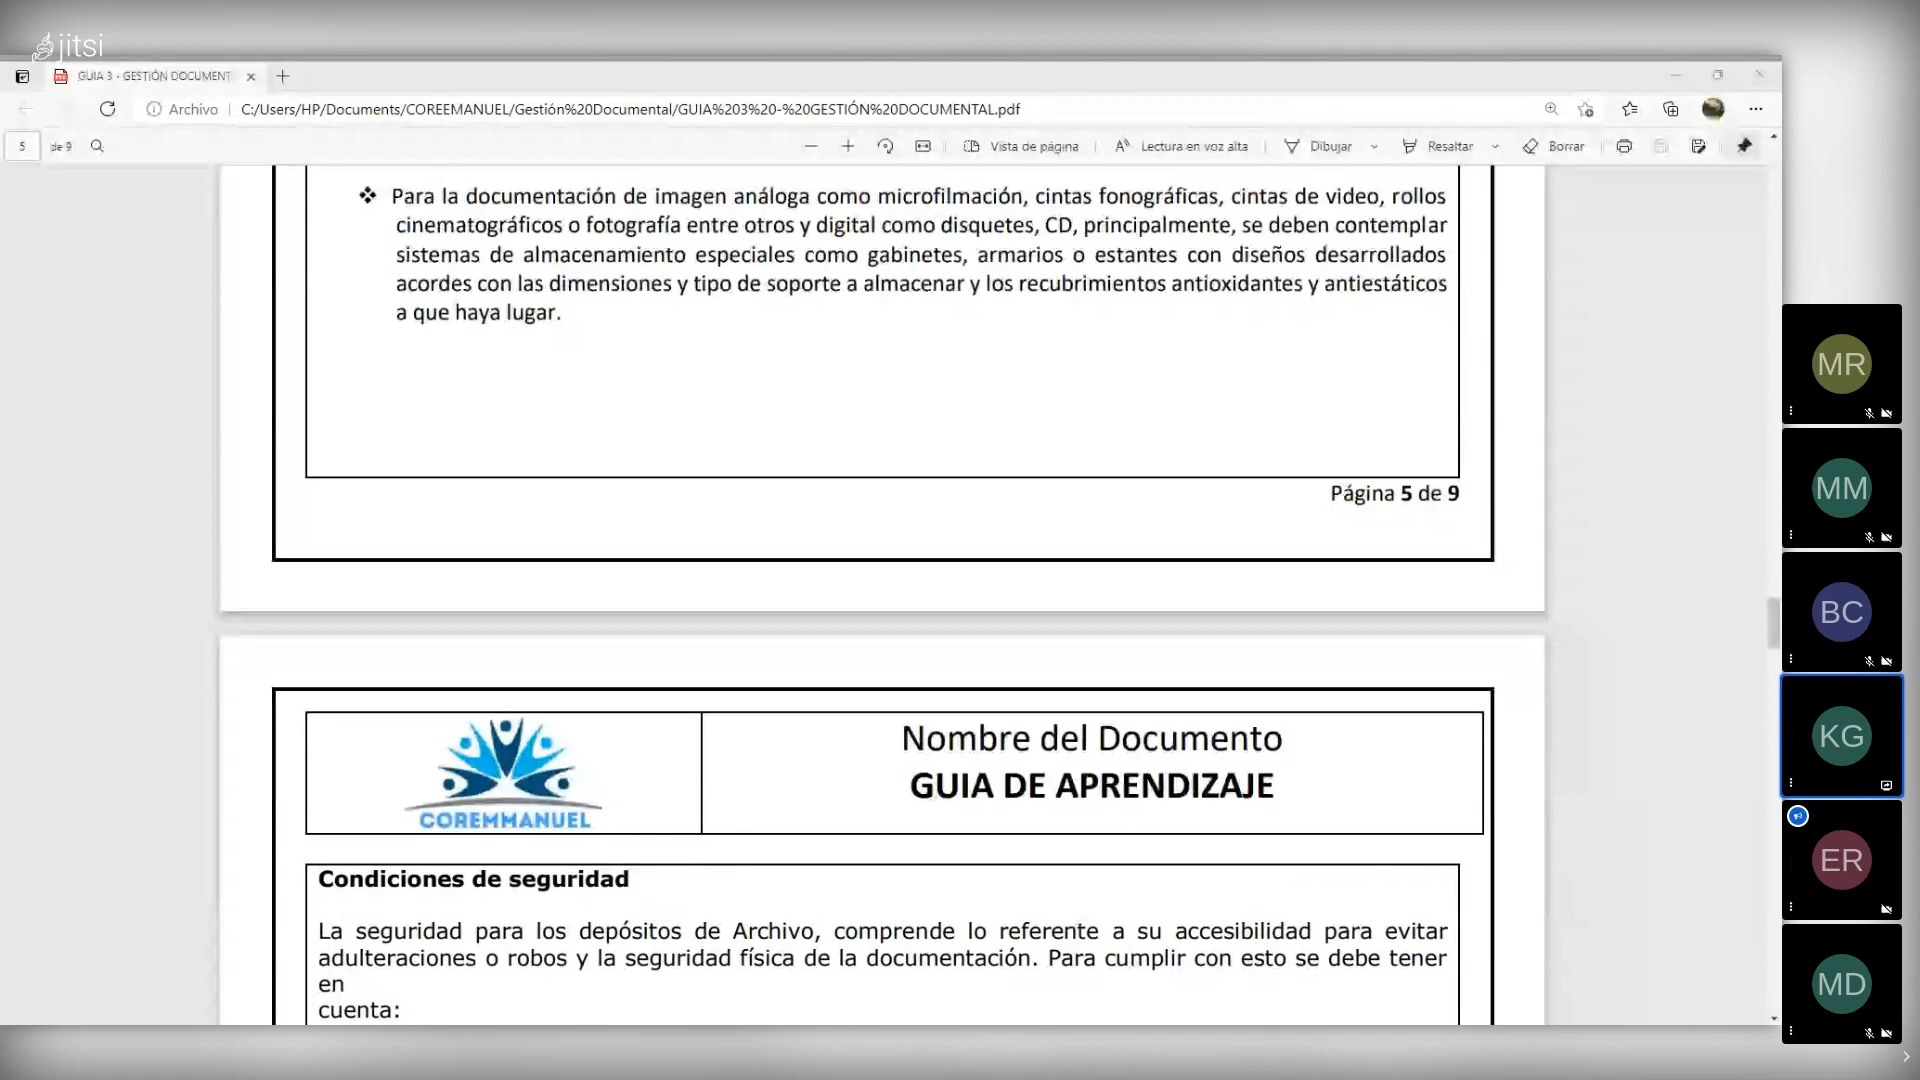 jitsi
GUIA 3 - GESTIÓN DOCUMENT
Archivo
C:/Users/HP/Documents/COREEMANUEL/Gestión%20Documental/GUIA%203%20-%20GESTIÓN%20DOCUMENTAL.pdf
5 de 9
Vista de página
Lectura en voz alta
Dibujar
Resaltar
Borrar
Para la documentación de imagen análoga como microfilmación, cintas fonográficas, cintas de video, rollos
cinematográficos o fotografía entre otros y digital como disquetes, CD, principalmente, se deben contemplar
sistemas de almacenamiento especiales como gabinetes, armarios o estantes con diseños desarrollados
acordes con las dimensiones y tipo de soporte a almacenar y los recubrimientos antioxidantes y antiestáticos
a que haya lugar.
Página 5 de 9
COREMMANUEL
Nombre del Documento
GUIA DE APRENDIZAJE
Condiciones de seguridad
La seguridad para los depósitos de Archivo, comprende lo referente a su accesibilidad para evitar
adulteraciones o robos y la seguridad física de la documentación. Para cumplir con esto se debe tener
en
cuenta:
MR
MM
BC
KG
ER
MD